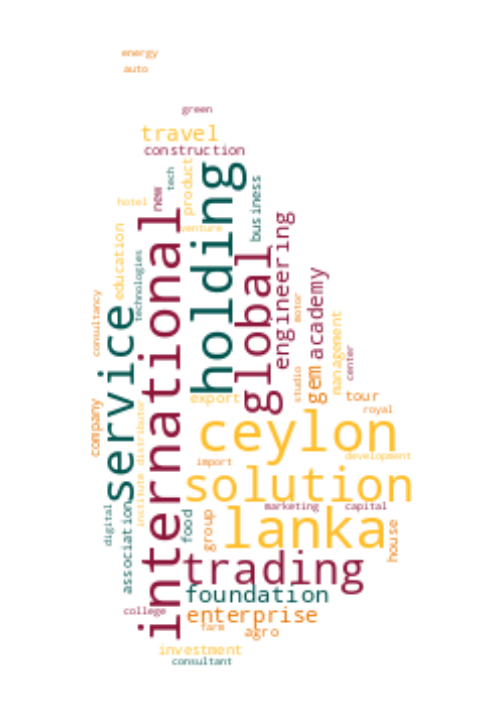 energy
auto
green
travel
construction
tech
product
new
hotel
venture
holding
business
international
global
engineering
education
technologies
academy
motor
consultancy
service
management
center
gem
studio
tour
export
royal
company
distributor
ceylon
import
development
solution
institute
marketing
capital
digital
association
food
group
lanka
house
trading
foundation
college
enterprise
farm
agro
investment
consultant